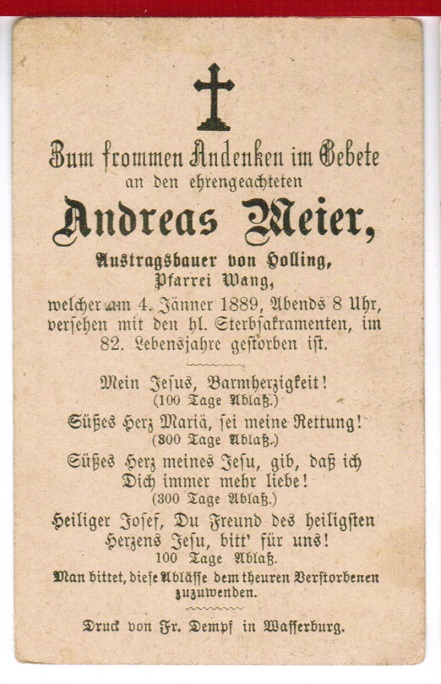 Zum frommen Andenken im Gebete
an den ehrengeachteten
Andreas Meier,
Austragsbauer von Holling,
Pfarrei Wang,
welcher am 4. Jänner 1889, Abends 8 Uhr,
versehen mit den hl. Sterbsakramenten, im
82. Lebensjahre gestorben ist.
Mein Jesus, Barmherzigkeit!
(100 Tage Ablaß.)
Süßes Herz Mariä, sei meine Rettung!
(300 Tage Ablaß.)
Süßes Herz meines Jesu, gib, daß ich
Dich immer mehr liebe!
(300 Tage Ablaß.)
Heiliger Josef, Du Freund des heiligsten
Herzens Jesu, bitt' für uns!
100 Tage Ablaß.
Man bittet, diese Ablässe dem theuren Verstorbenen
zuzuwenden.
Druck von Fr. Dempf in Wasserburg.